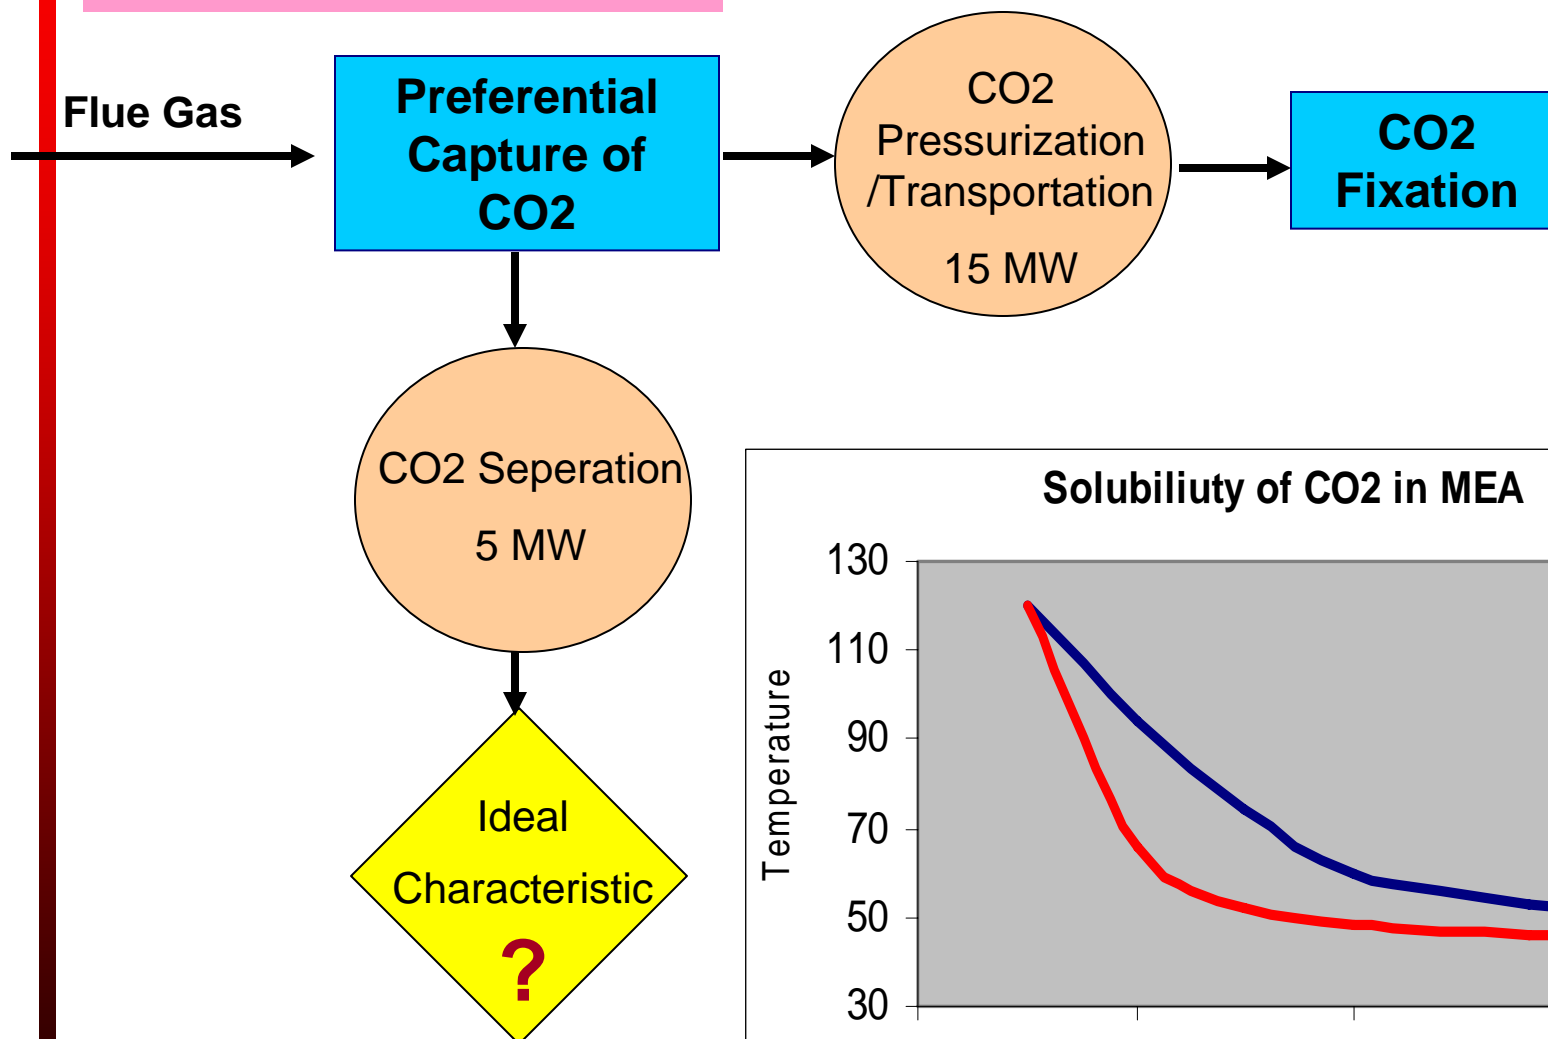 Flue Gas
Preferential
Capture of
CO2
CO2
Pressurization
/Transportation
15 MW
CO2
Fixation
CO2 Seperation
5 MW
Ideal
Characteristic
?
Solubiliuty of CO2 in MEA
Temperature
130
110
90
70
50
30